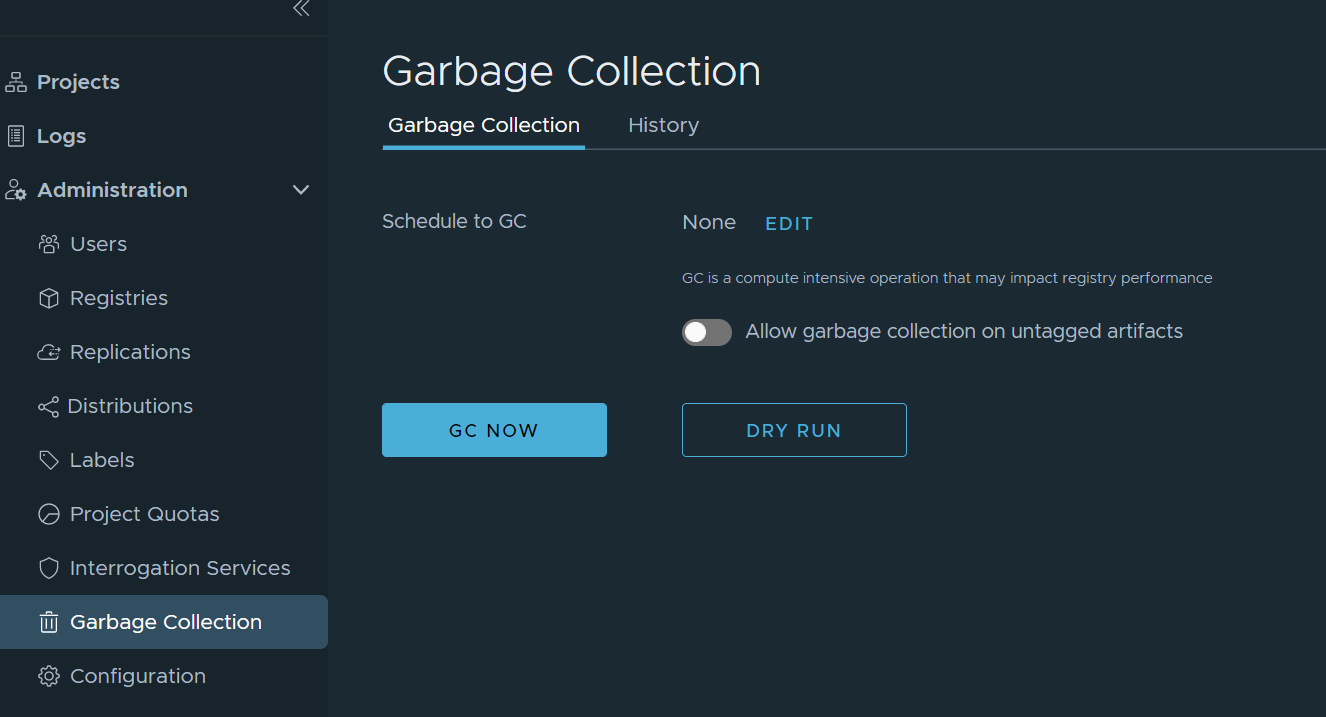 Projects
Logs
Administration
Users
Registries
Replications
Distributions
Labels
Project Quotas
Interrogation Services
Garbage Collection
Configuration
Garbage Collection
Garbage Collection History
Schedule to GC None EDIT
GC is a compute intensive operation that may impact registry performance
Allow garbage collection on untagged artifacts
GC NOW DRY RUN